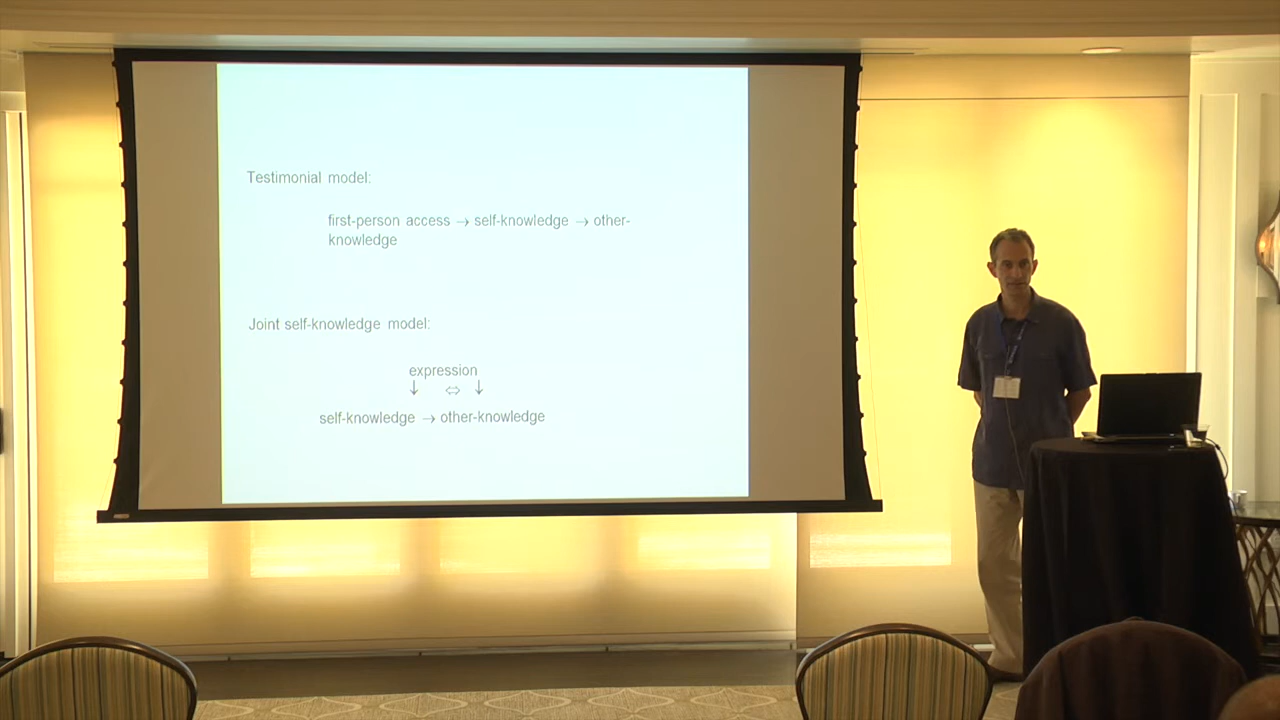 Testimonial model:
first-person access → self-knowledge → other-
knowledge
Joint self-knowledge model:
expression
↓ ⇔ ↓
self-knowledge → other-knowledge